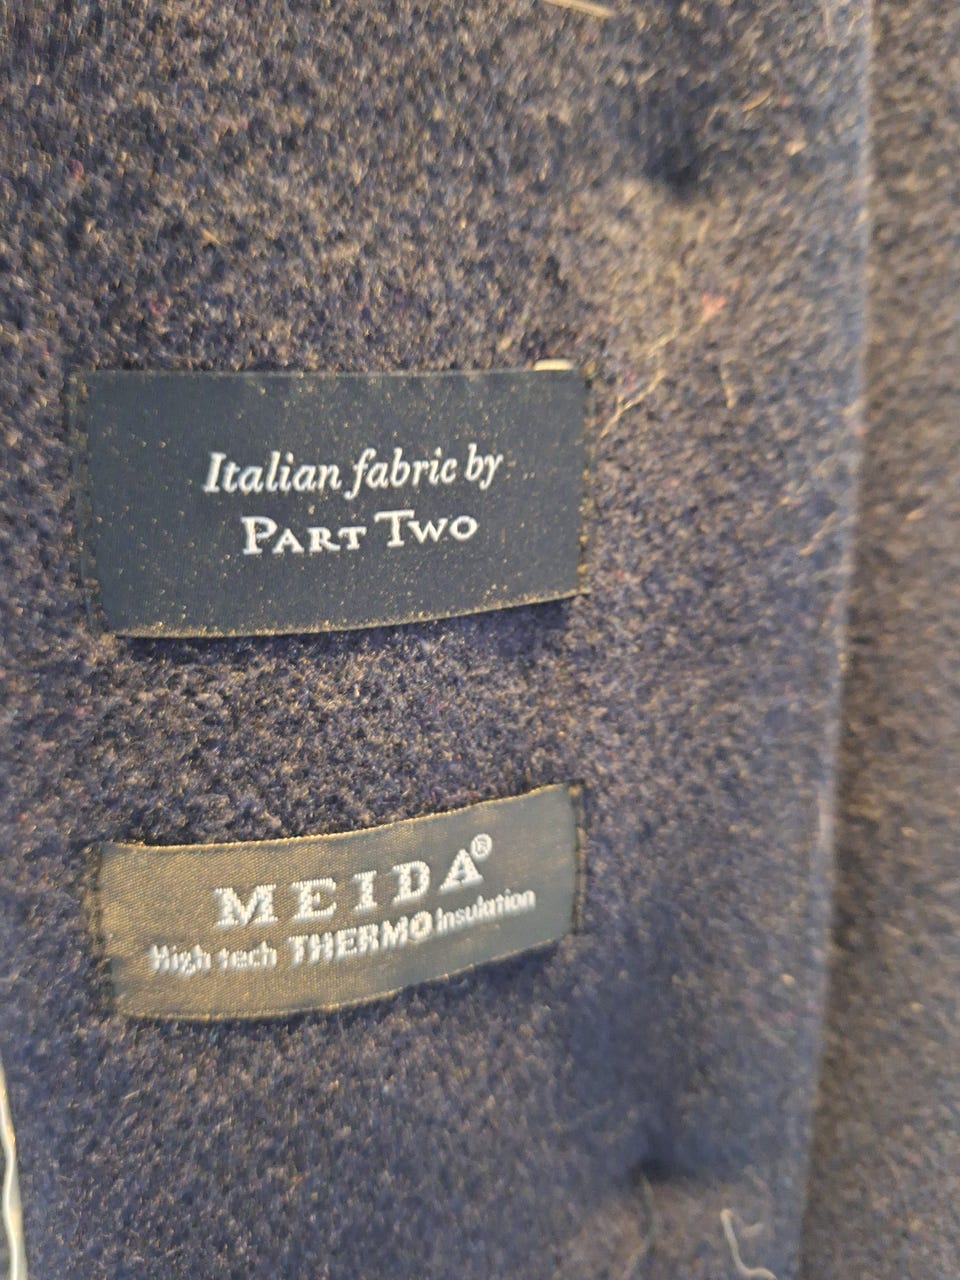 Italian fabric by
PART TWO
MEIDA®
High tech THERMO Insulation